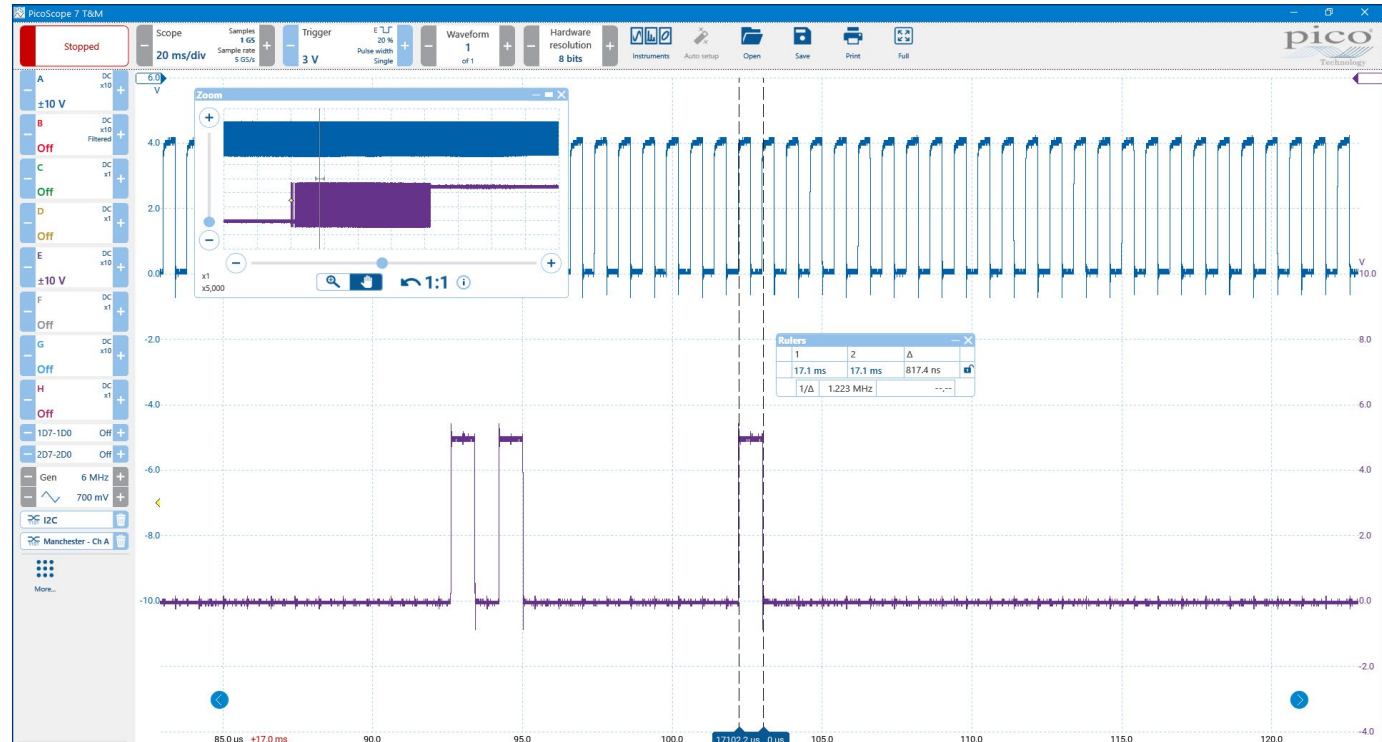 PicoScope 7 T&M
Stopped
Scope
20 ms/div
Samples
1 GS
Sample rate
5 GS/s
Trigger
3 V
E
20 %
Pulse width
Single
Waveform
1
of 1
Hardware
resolution
8 bits
Instruments
Auto setup
Open
Save
Print
Full
pico
Technology
A
DC
x10
±10 V
B
DC
x10
Filtered
Off
C
DC
x1
Off
D
DC
x1
Off
E
DC
x10
±10 V
F
DC
x1
Off
G
DC
x10
Off
H
DC
x1
Off
1D7-1D0 Off
2D7-2D0 Off
Gen 6 MHz
700 mV
I2C
Manchester - Ch A
More...
6.0
V
4.0
2.0
0.0
-2.0
-4.0
-6.0
-8.0
-10.0
Zoom
x1
x5,000
1:1
Rulers
1 2 Δ
17.1 ms 17.1 ms 817.4 ns
1/Δ 1.223 MHz --.--
V
10.0
8.0
6.0
4.0
2.0
0.0
-2.0
-4.0
85.0 us +17.0 ms 90.0 95.0 100.0 17102.2 us 0 us 105.0 110.0 115.0 120.0